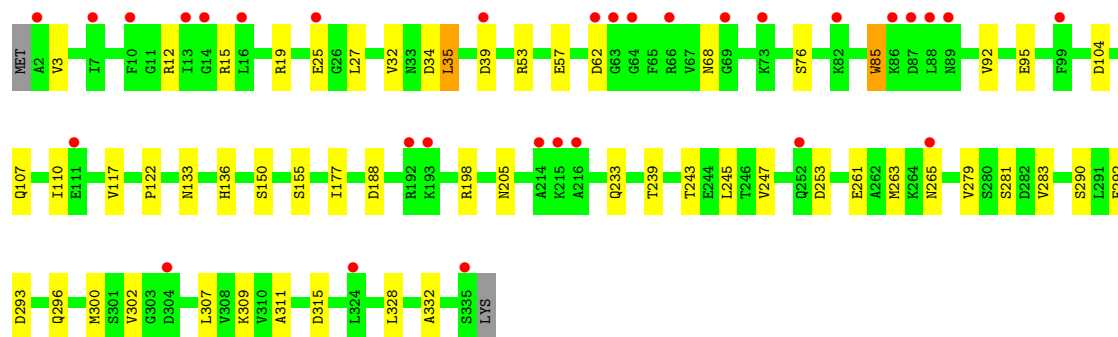 MET A2 V3 I7 F10 G11 R12 I13 G14 R15 L16 R19 E25 G26 L27 V32 N33 D34 L35 D39 R53 E57 D62 G63 G64 F65 R66 V67 N68 G69 K73 S76 K82 W85 K86 D87 L88 N89 V92 E95 F99 D104
Q107 I110 E111 V117 P122 N133 H136 S150 S155 I177 D188 R192 K193 R198 N205 A214 K215 A216 Q233 T239 T243 E244 L245 T246 V247 Q252 D253 E261 A262 M263 K264 N265 V279 S280 S281 D282 V283 S290 L291
D293 Q296 M300 S301 V302 G303 D304 L307 V308 K309 V310 A311 D315 L324 L328 A332 S335 LYS